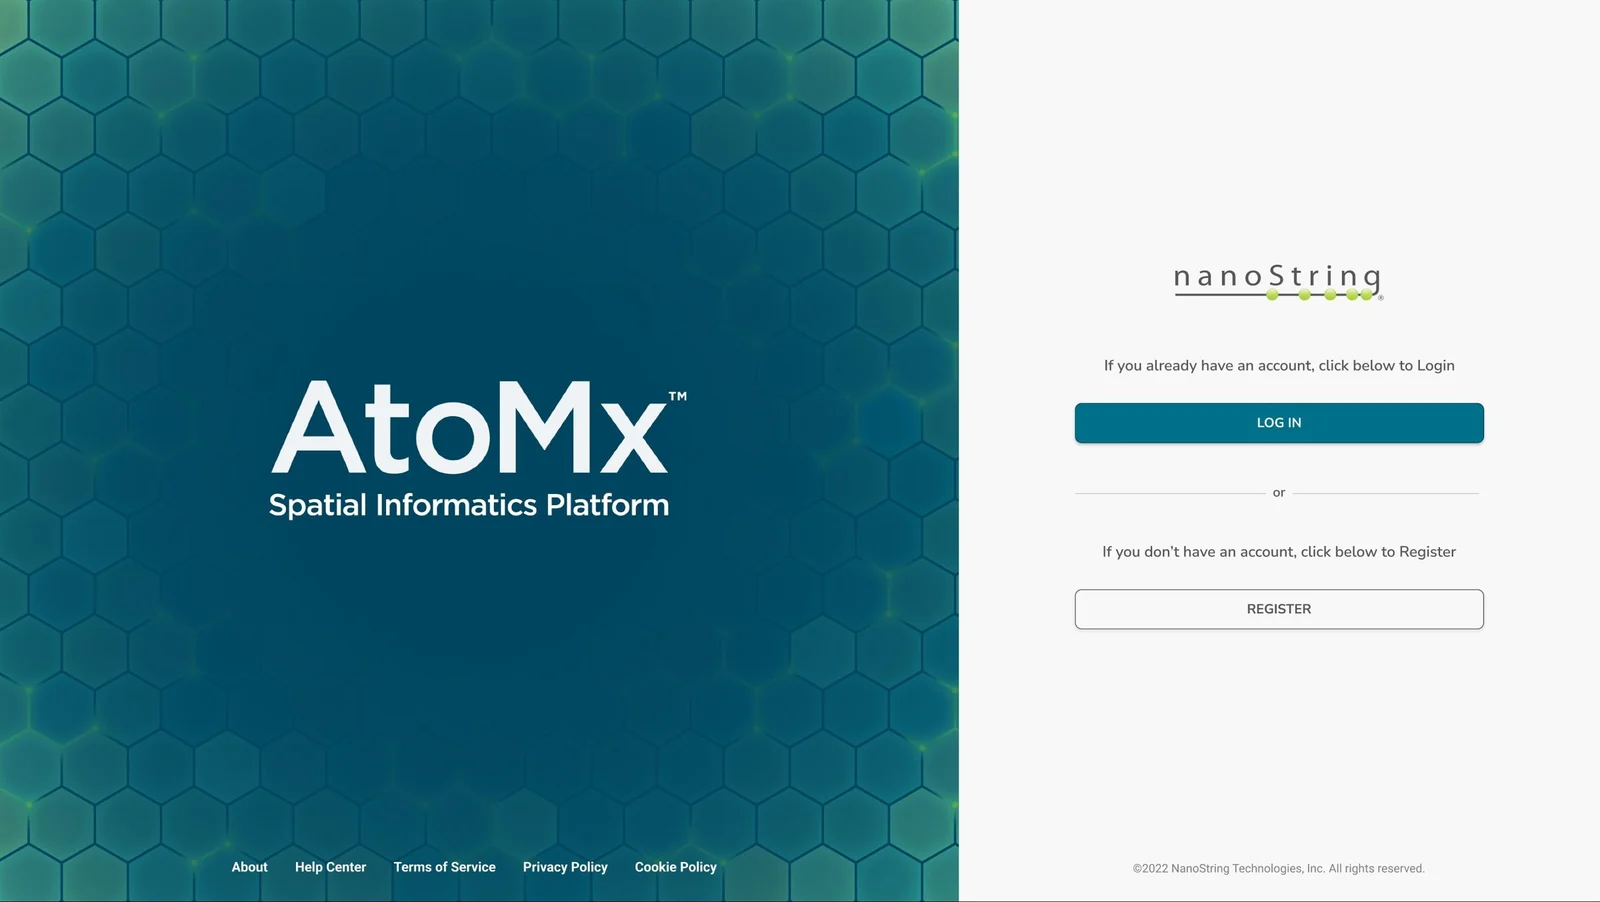 AtoMx™
Spatial Informatics Platform
About Help Center Terms of Service Privacy Policy Cookie Policy
nanoString®
If you already have an account, click below to Login
LOG IN
or
If you don't have an account, click below to Register
REGISTER
©2022 NanoString Technologies, Inc. All rights reserved.